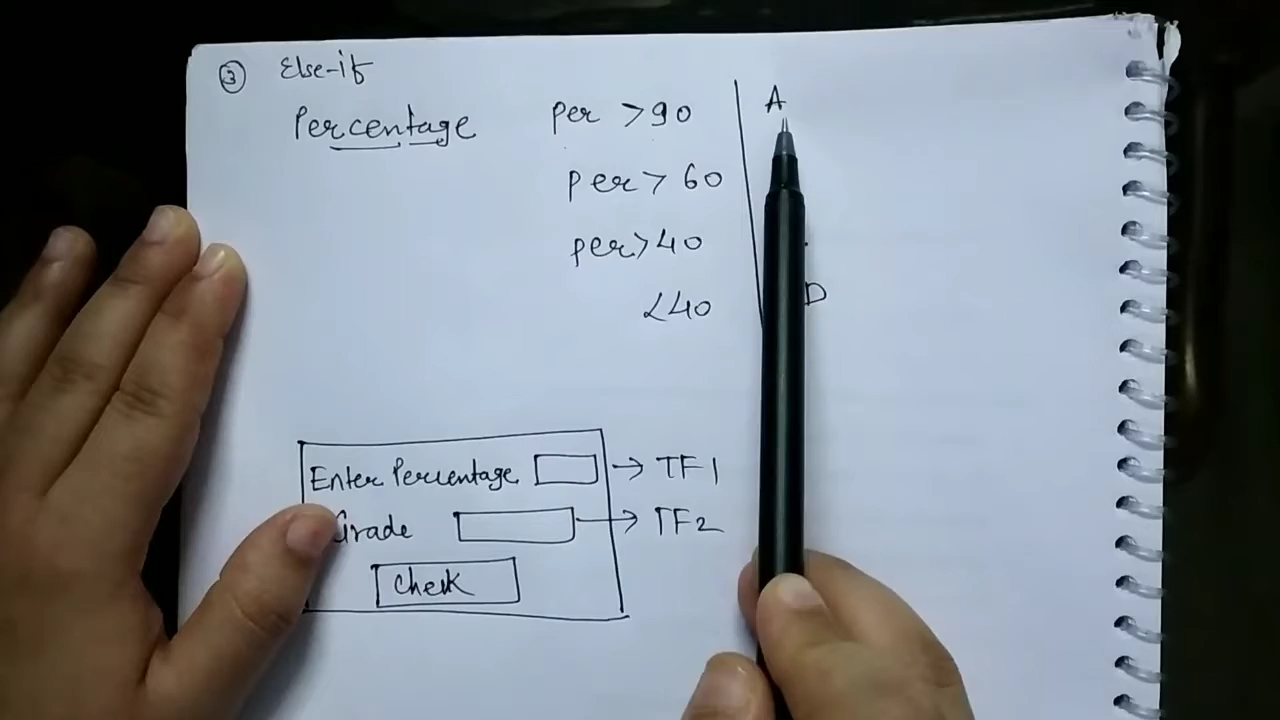 ③ Else-if
Percentage per >90 A
per> 60
per>40
<40 D
Enter Percentage → TF1
Grade → TF2
Check